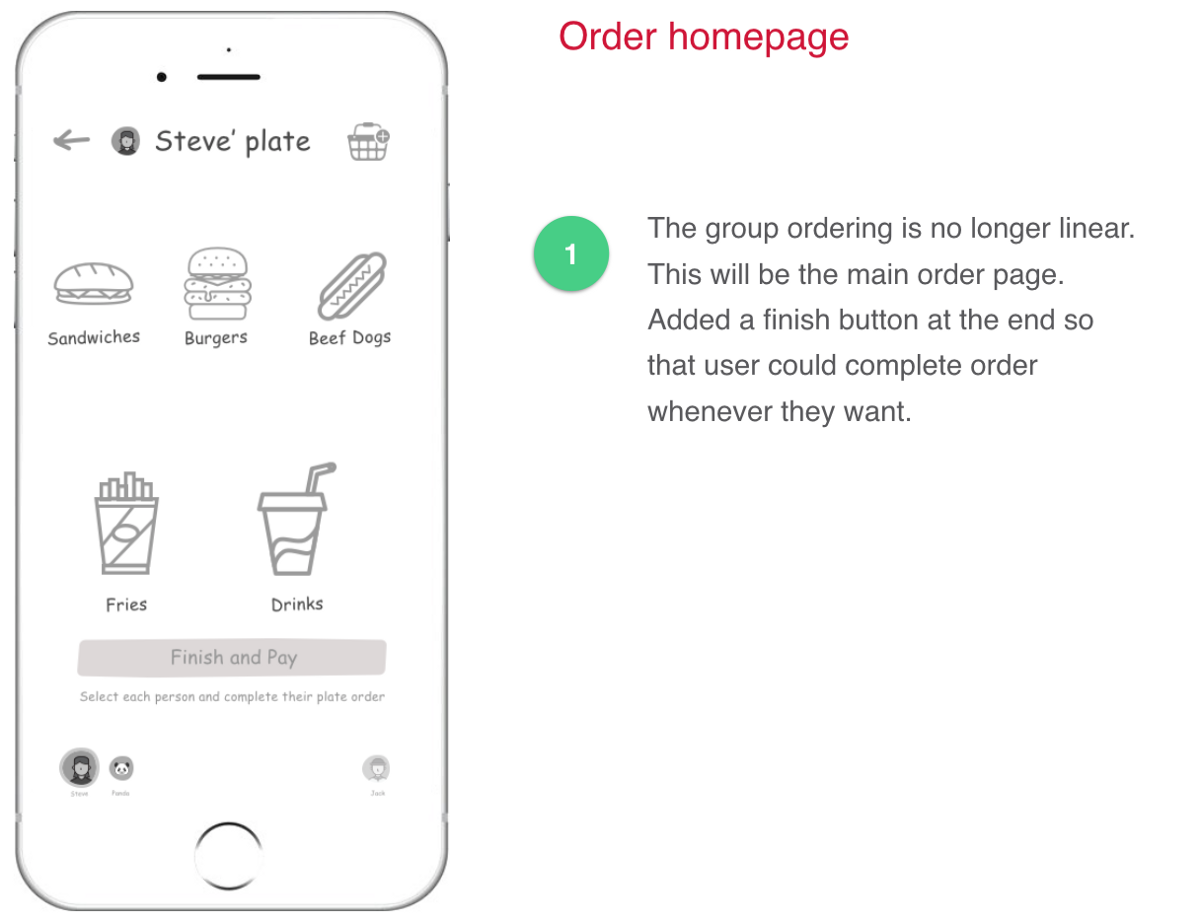 Order homepage
Steve’ plate
Sandwiches
Burgers
Beef Dogs
Fries
Drinks
Finish and Pay
Select each person and complete their plate order
Steve
Panda
Jack
1
The group ordering is no longer linear.
This will be the main order page.
Added a finish button at the end so
that user could complete order
whenever they want.